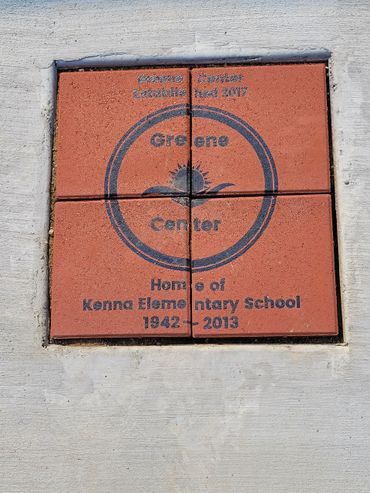 Greene Center
Established 2017
Greene
Center
Home of
Kenna Elementary School
1942 - 2013